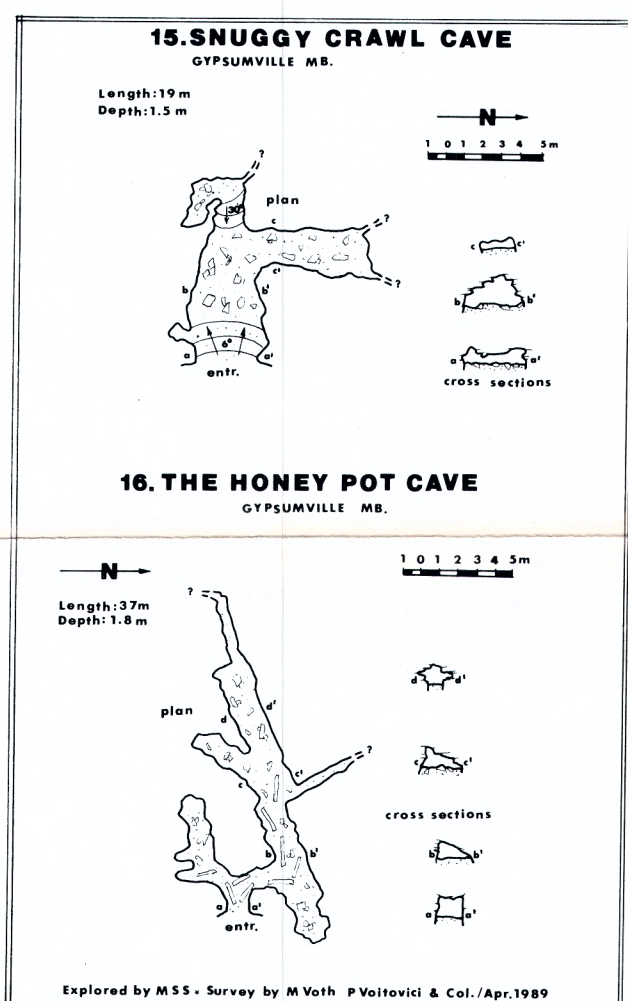 15. SNUGGY CRAWL CAVE
GYPSUMVILLE MB.
Length: 19 m
Depth: 1.5 m
N
1 0 1 2 3 4 5m
?
plan
30°
c
?
c'
?
b
b'
6°
a
a'
entr.
c c'
b b'
a a'
cross sections
16. THE HONEY POT CAVE
GYPSUMVILLE MB.
N
1 0 1 2 3 4 5m
Length: 37m
Depth: 1.8 m
?
plan
d
d'
?
c
c'
b
b'
a
a'
entr.
d d'
c c'
cross sections
b b'
a a'
Explored by MSS * Survey by M Voth P Voitovici & Col./Apr.1989